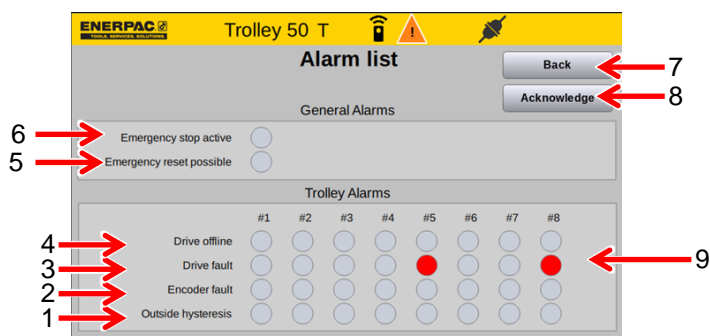 ENERPAC
TOOLS. SERVICES. SOLUTIONS.
Trolley 50 T
Alarm list
Back
7
Acknowledge
8
General Alarms
6
Emergency stop active
5
Emergency reset possible
Trolley Alarms
#1 #2 #3 #4 #5 #6 #7 #8
4
Drive offline
3
Drive fault
9
2
Encoder fault
1
Outside hysteresis